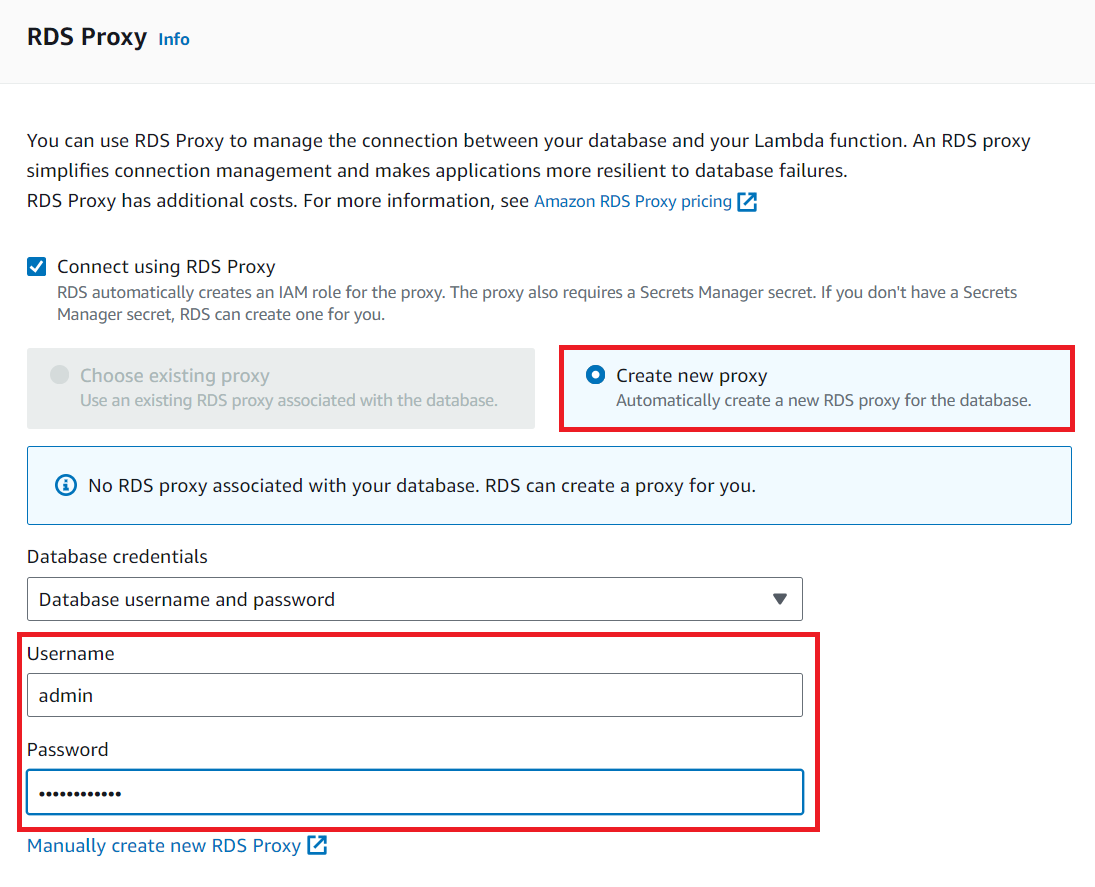 RDS Proxy Info
You can use RDS Proxy to manage the connection between your database and your Lambda function. An RDS proxy
simplifies connection management and makes applications more resilient to database failures.
RDS Proxy has additional costs. For more information, see Amazon RDS Proxy pricing
Connect using RDS Proxy
RDS automatically creates an IAM role for the proxy. The proxy also requires a Secrets Manager secret. If you don't have a Secrets
Manager secret, RDS can create one for you.
Choose existing proxy
Use an existing RDS proxy associated with the database.
Create new proxy
Automatically create a new RDS proxy for the database.
No RDS proxy associated with your database. RDS can create a proxy for you.
Database credentials
Database username and password
Username
admin
Password
••••••••••••
Manually create new RDS Proxy